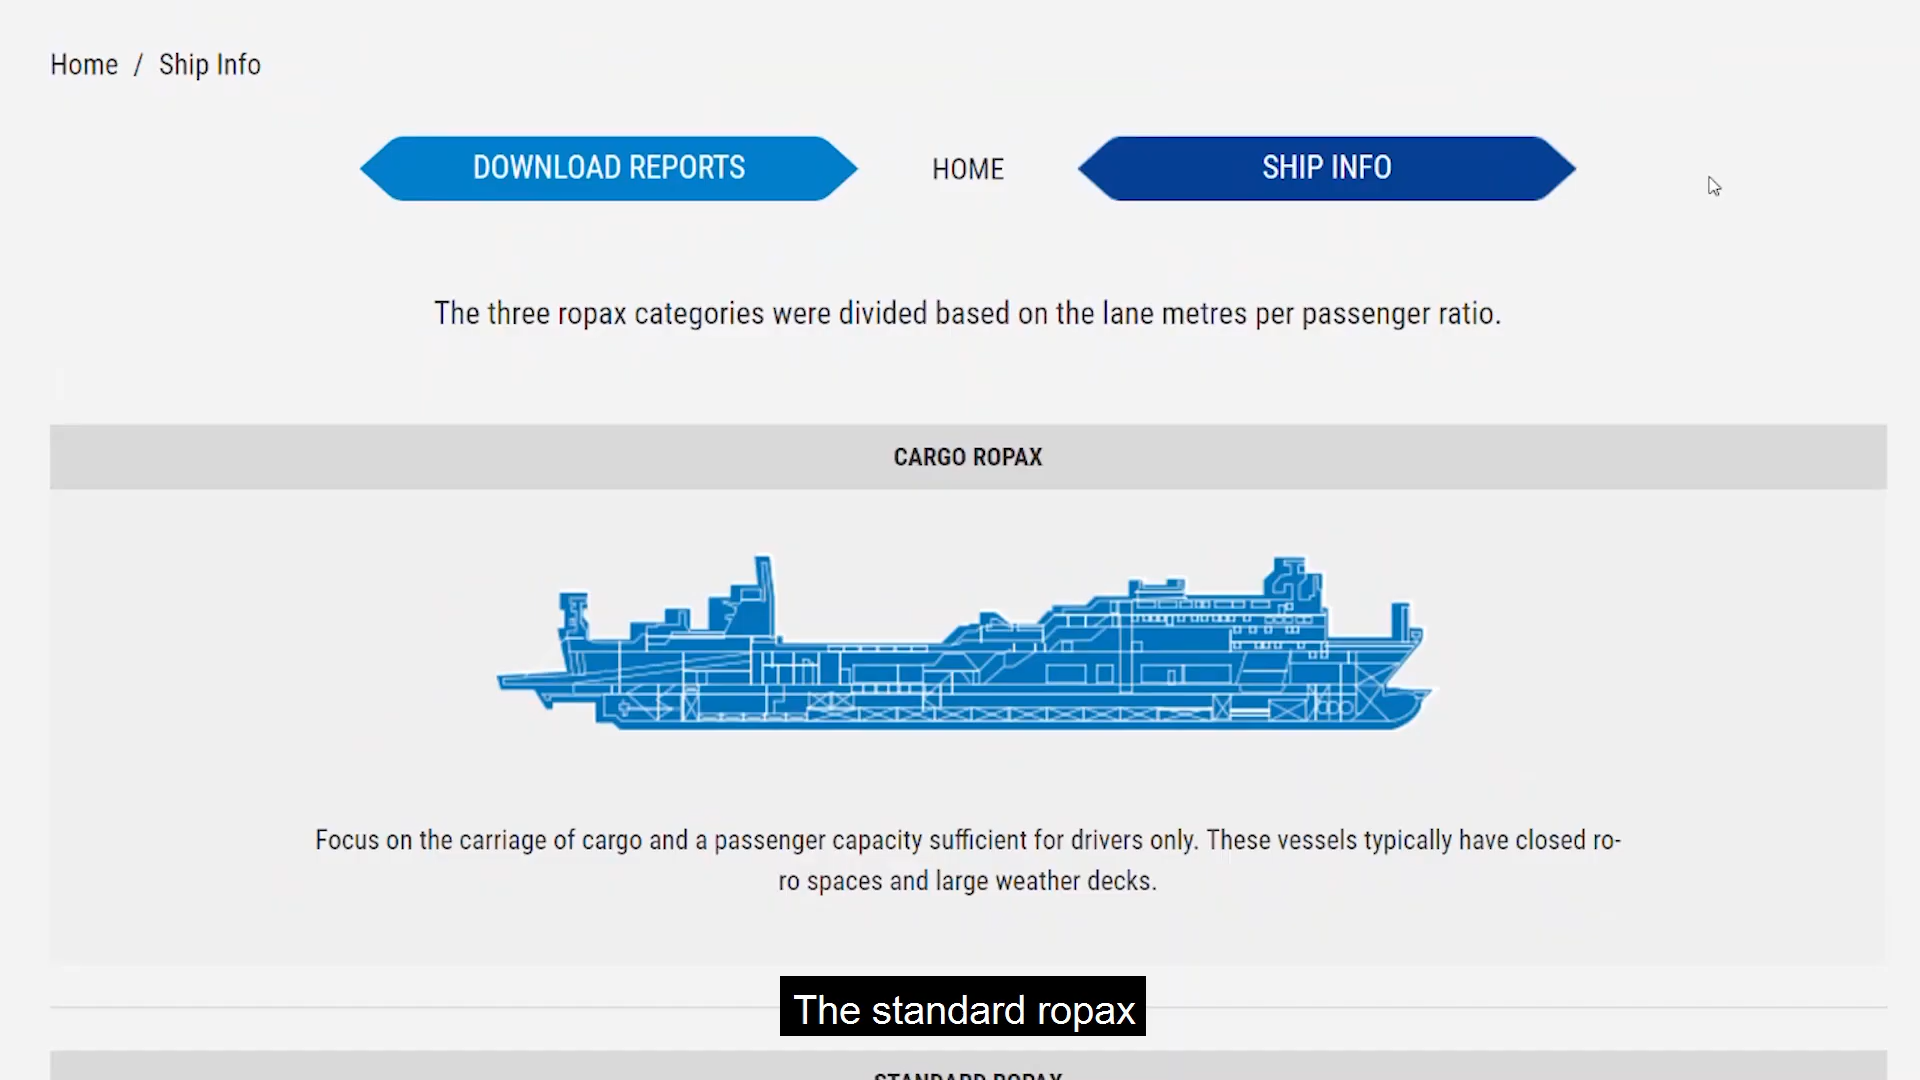 Home / Ship Info
DOWNLOAD REPORTS
HOME
SHIP INFO
The three ropax categories were divided based on the lane metres per passenger ratio.
CARGO ROPAX
Focus on the carriage of cargo and a passenger capacity sufficient for drivers only. These vessels typically have closed ro-
ro spaces and large weather decks.
The standard ropax
STANDARD ROPAX